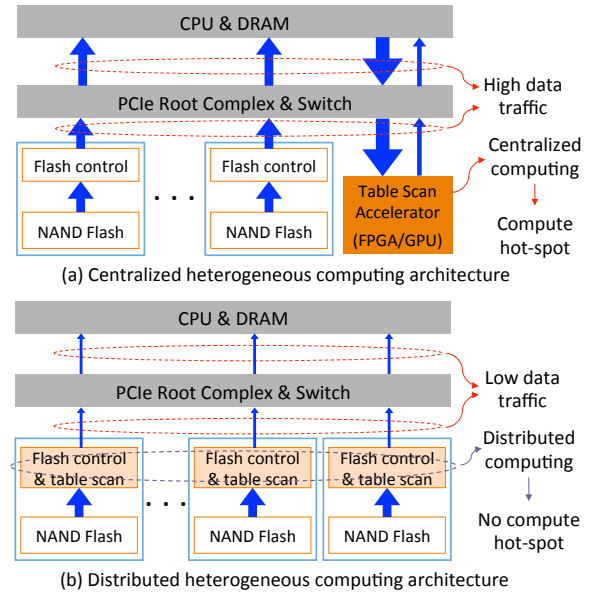 CPU & DRAM
High data
traffic
PCIe Root Complex & Switch
Centralized
computing
Flash control
Flash control
. . .
Table Scan
Accelerator
(FPGA/GPU)
NAND Flash
NAND Flash
Compute
hot-spot
(a) Centralized heterogeneous computing architecture
CPU & DRAM
PCIe Root Complex & Switch
Low data
traffic
Distributed
computing
Flash control
& table scan
Flash control
& table scan
Flash control
& table scan
. . .
NAND Flash
NAND Flash
NAND Flash
No compute
hot-spot
(b) Distributed heterogeneous computing architecture